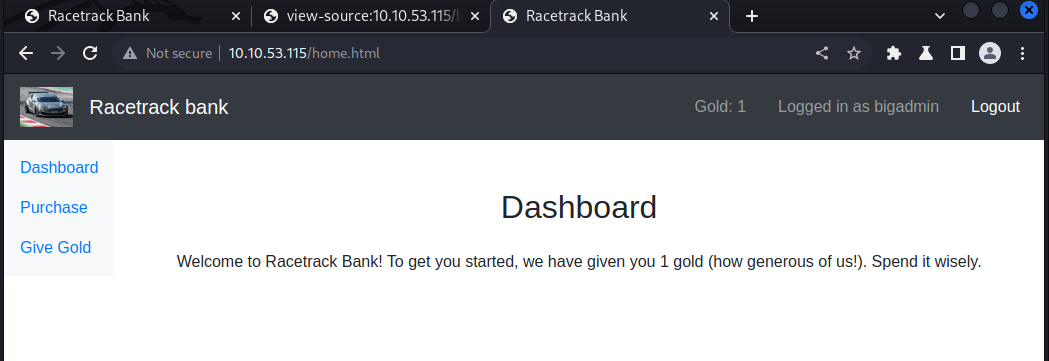 Racetrack Bank
view-source:10.10.53.115/l
Racetrack Bank
Not secure
10.10.53.115/home.html
Racetrack bank
Gold: 1
Logged in as bigadmin
Logout
Dashboard
Purchase
Give Gold
Dashboard
Welcome to Racetrack Bank! To get you started, we have given you 1 gold (how generous of us!). Spend it wisely.